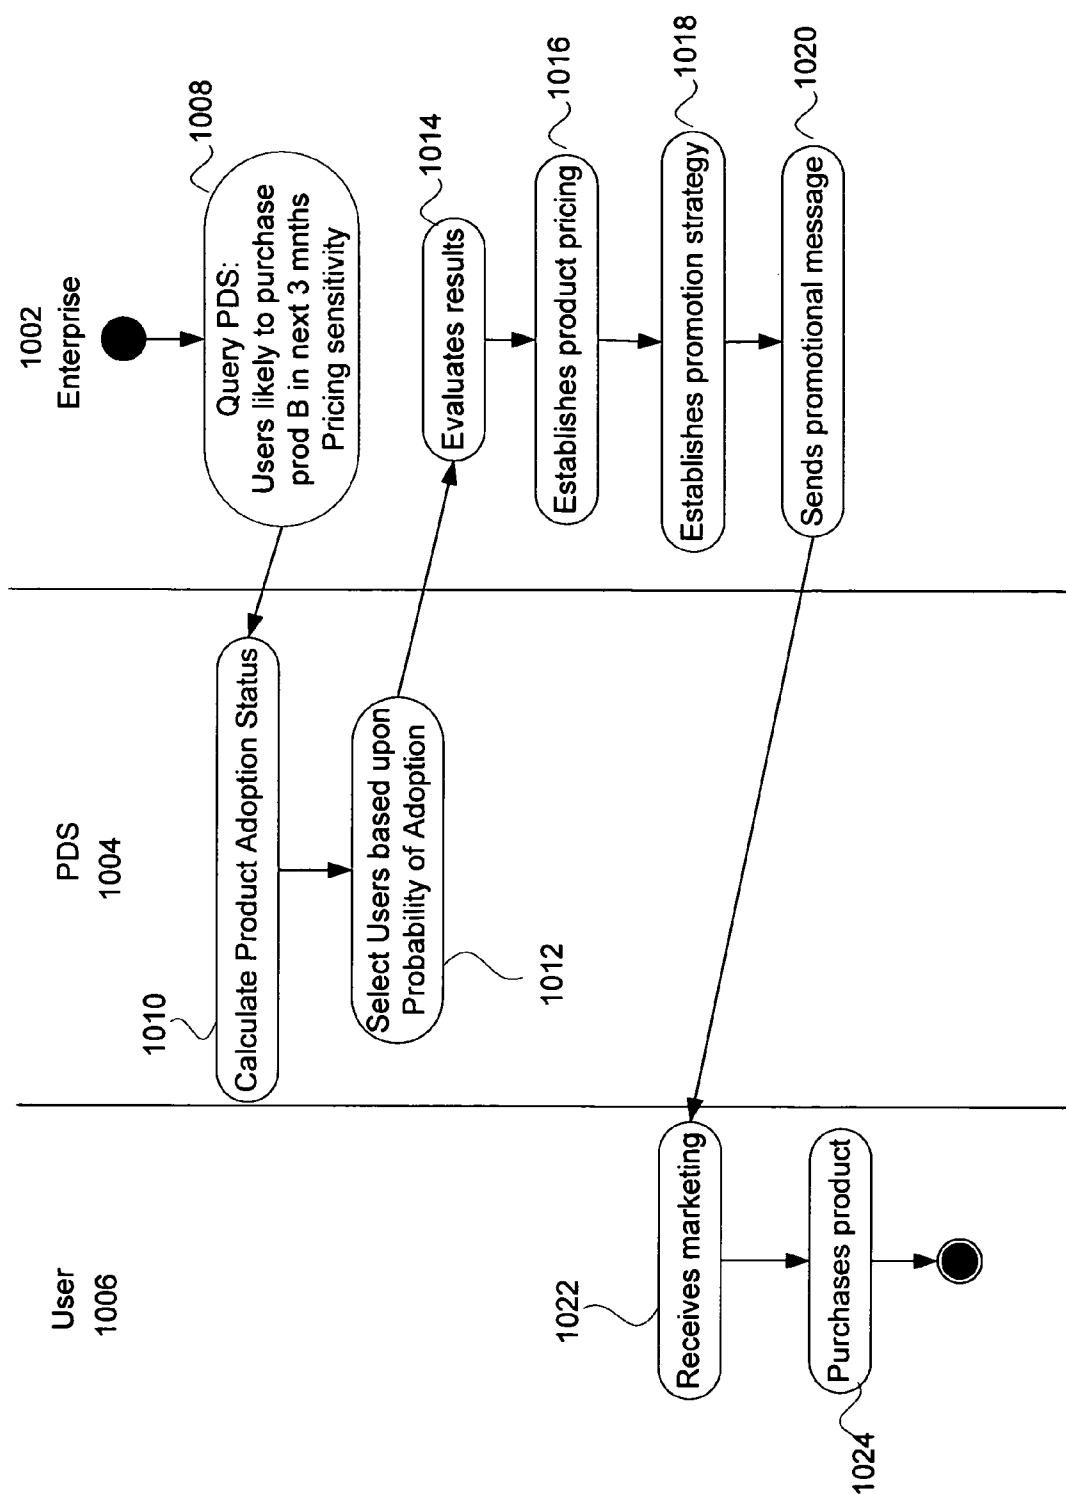 User
1006
PDS
1004
1002
Enterprise
1008
Query PDS:
Users likely to purchase
prod B in next 3 mnths
Pricing sensitivity
1010
Calculate Product Adoption Status
Select Users based upon
Probability of Adoption
1012
1014
Evaluates results
1016
Establishes product pricing
1018
Establishes promotion strategy
1020
Sends promotional message
1022
Receives marketing
Purchases product
1024